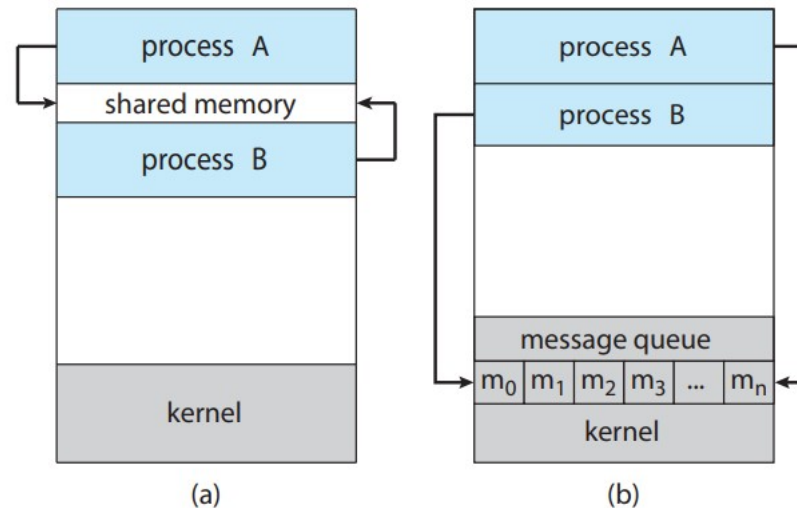 process A
shared memory
process B
kernel
(a)
process A
process B
message queue
m₀ m₁ m₂ m₃ ... mₙ
kernel
(b)